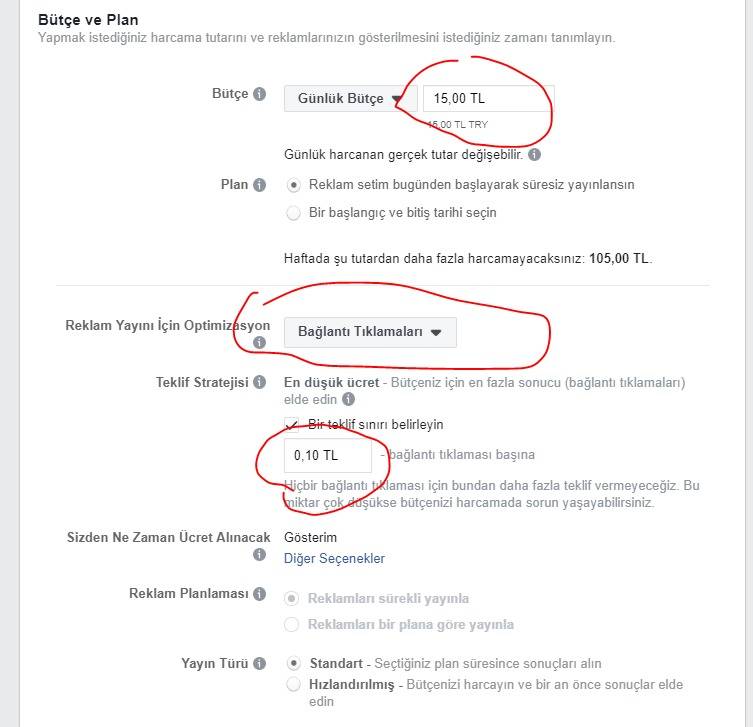 Bütçe ve Plan
Yapmak istediğiniz harcama tutarını ve reklamlarınızın gösterilmesini istediğiniz zamanı tanımlayın.
Bütçe
Günlük Bütçe
15,00 TL
15,00 TL TRY
Günlük harcanan gerçek tutar değişebilir.
Plan
Reklam setim bugünden başlayarak süresiz yayınlansın
Bir başlangıç ve bitiş tarihi seçin
Haftada şu tutardan daha fazla harcamayacaksınız: 105,00 TL.
Reklam Yayını İçin Optimizasyon
Bağlantı Tıklamaları
Teklif Stratejisi
En düşük ücret - Bütçeniz için en fazla sonucu (bağlantı tıklamaları)
elde edin
Bir teklif sınırı belirleyin
0,10 TL
- bağlantı tıklaması başına
Hiçbir bağlantı tıklaması için bundan daha fazla teklif vermeyeceğiz. Bu
miktar çok düşükse bütçenizi harcamada sorun yaşayabilirsiniz.
Sizden Ne Zaman Ücret Alınacak
Gösterim
Diğer Seçenekler
Reklam Planlaması
Reklamları sürekli yayınla
Reklamları bir plana göre yayınla
Yayın Türü
Standart - Seçtiğiniz plan süresince sonuçları alın
Hızlandırılmış - Bütçenizi harcayın ve bir an önce sonuçlar elde
edin